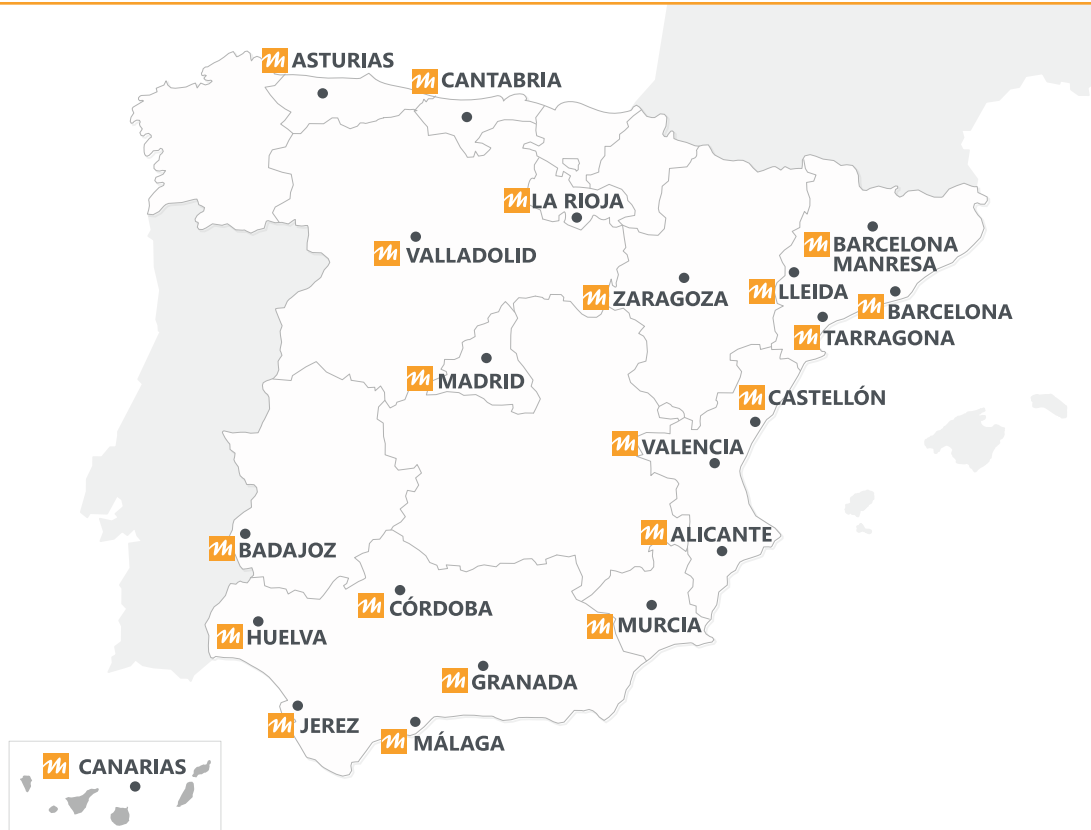 ASTURIAS
CANTABRIA
LA RIOJA
VALLADOLID
BARCELONA
MANRESA
ZARAGOZA
LLEIDA
BARCELONA
TARRAGONA
MADRID
CASTELLÓN
VALENCIA
ALICANTE
BADAJOZ
CÓRDOBA
MURCIA
HUELVA
GRANADA
JEREZ
MÁLAGA
CANARIAS